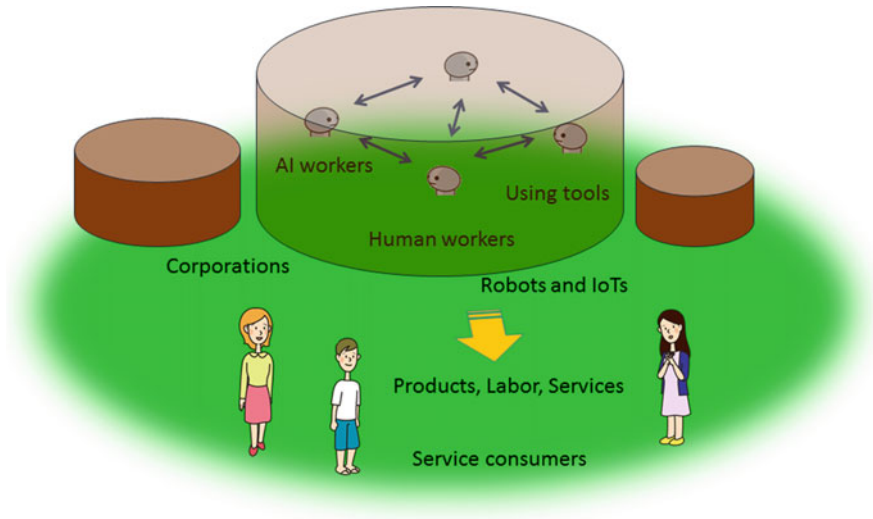 AI workers
Using tools
Human workers
Corporations
Robots and IoTs
Products, Labor, Services
Service consumers